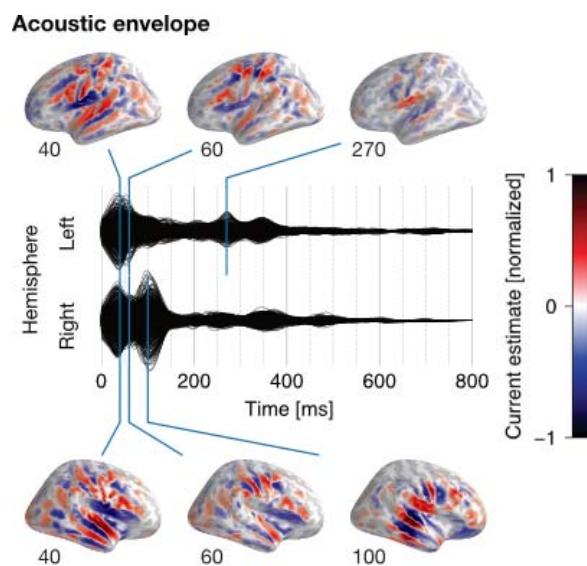 Acoustic envelope
40
60
270
Hemisphere
Left
Right
0
200
400
600
800
Time [ms]
40
60
100
1
0
−1
Current estimate [normalized]